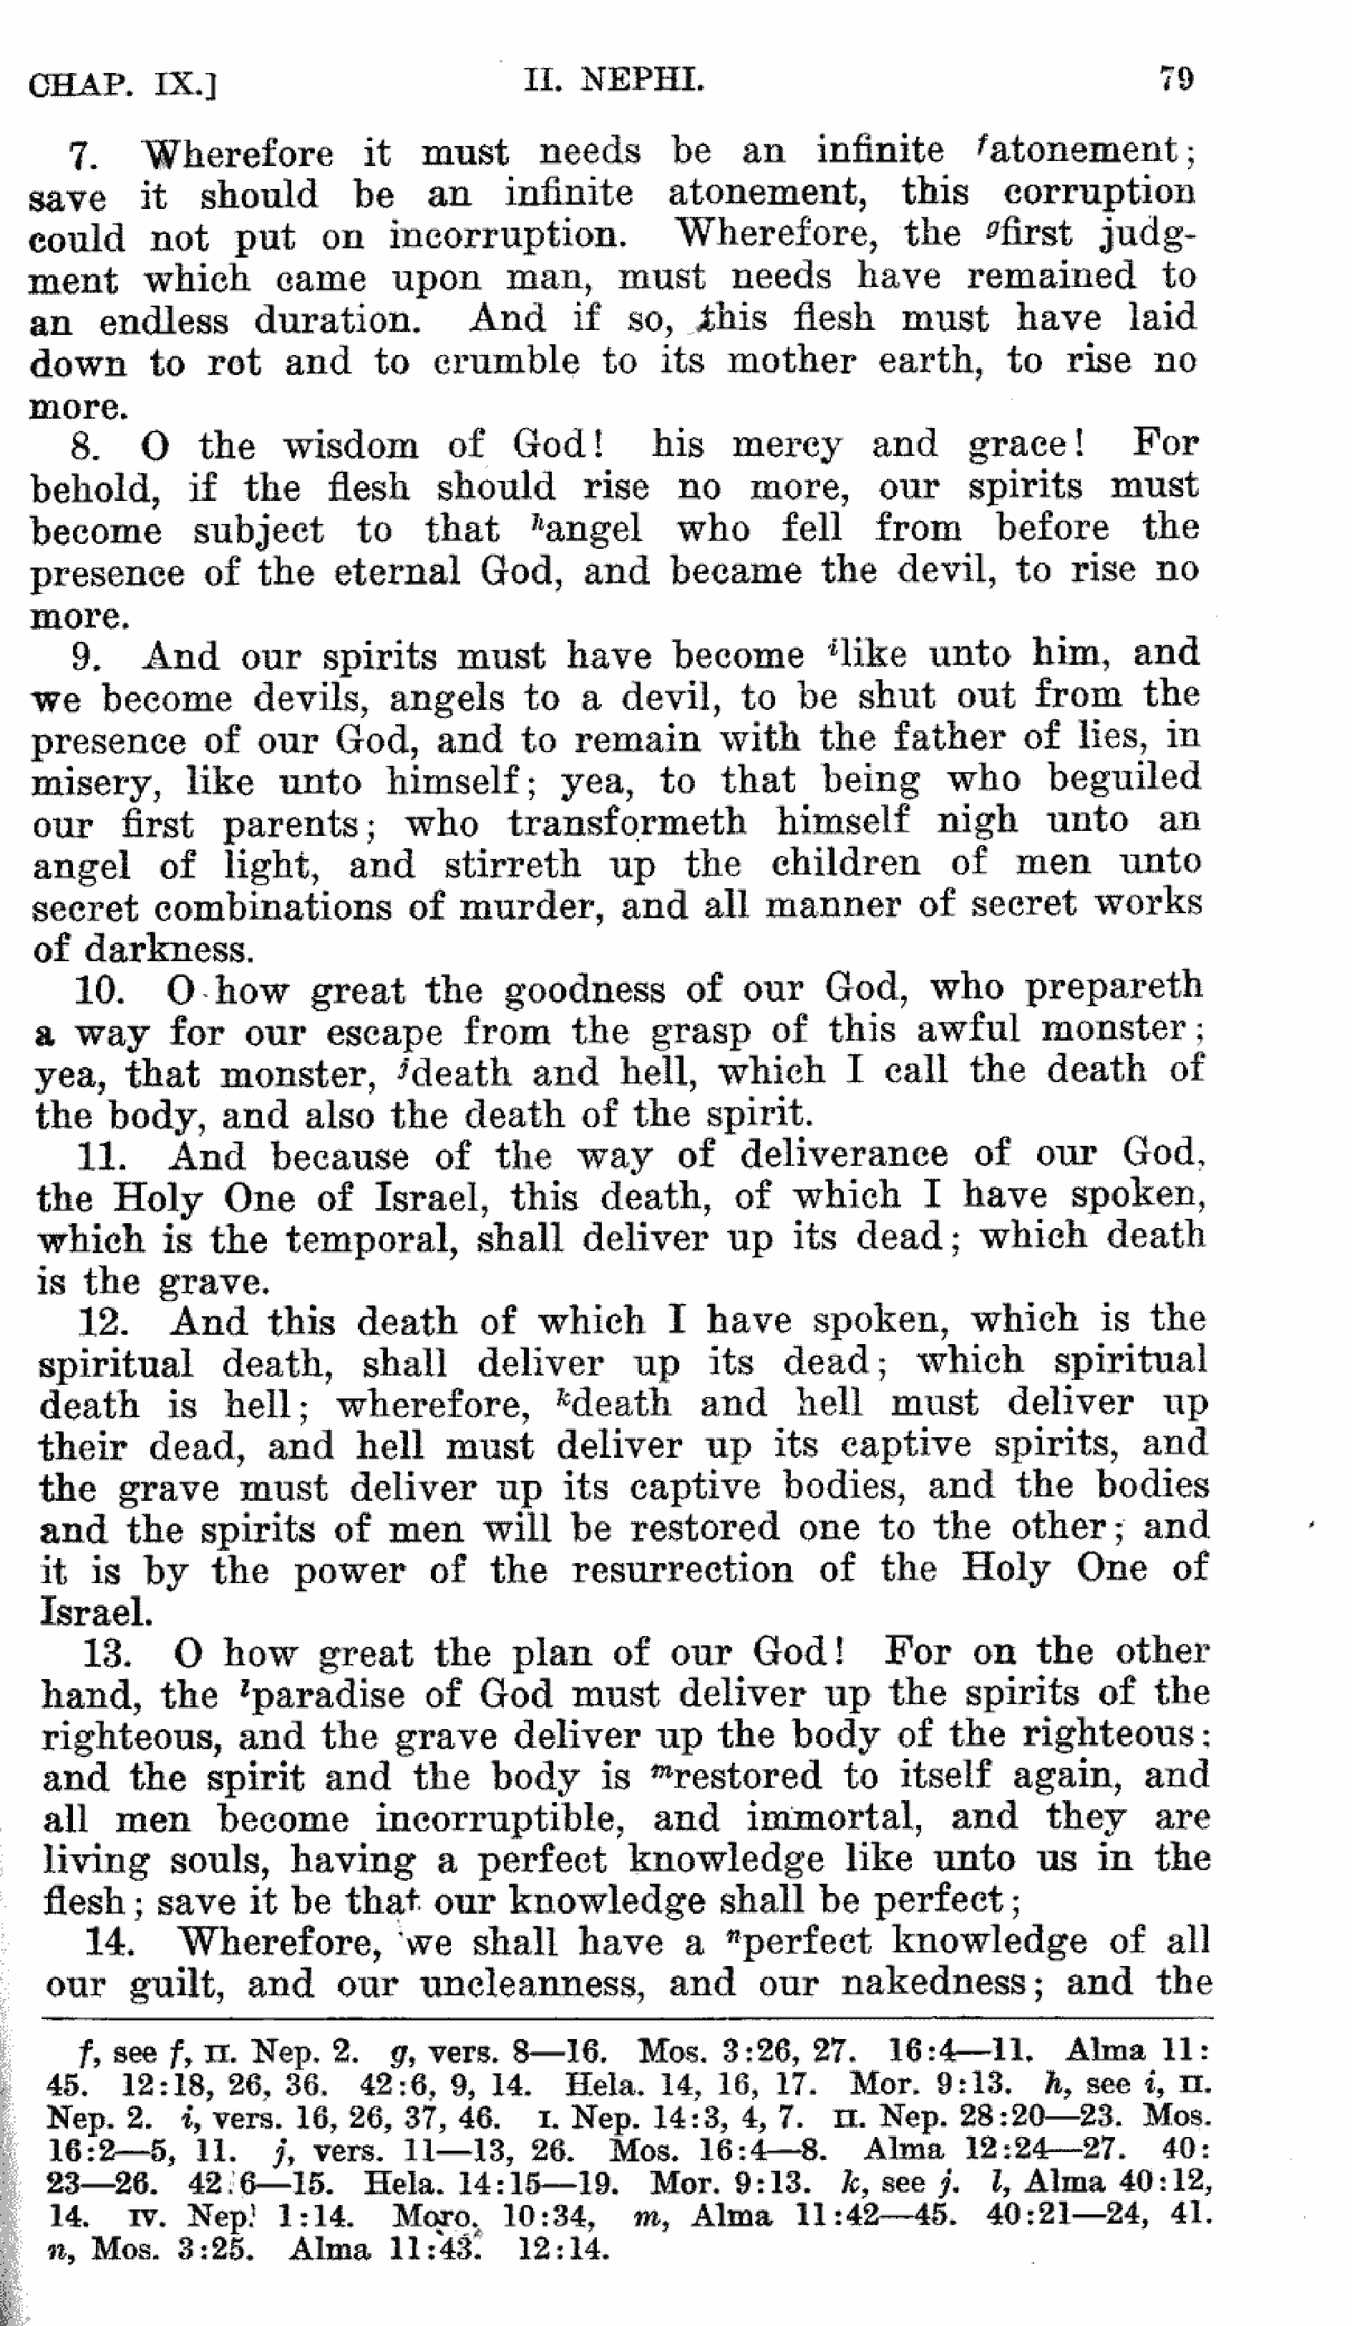 CHAP. IX.] II. NEPHI. 79
7. Wherefore it must needs be an infinite fatonement;
save it should be an infinite atonement, this corruption
could not put on incorruption. Wherefore, the gfirst judg-
ment which came upon man, must needs have remained to
an endless duration. And if so, this flesh must have laid
down to rot and to crumble to its mother earth, to rise no
more.
8. O the wisdom of God! his mercy and grace! For
behold, if the flesh should rise no more, our spirits must
become subject to that hangel who fell from before the
presence of the eternal God, and became the devil, to rise no
more.
9. And our spirits must have become ilike unto him, and
we become devils, angels to a devil, to be shut out from the
presence of our God, and to remain with the father of lies, in
misery, like unto himself; yea, to that being who beguiled
our first parents; who transformeth himself nigh unto an
angel of light, and stirreth up the children of men unto
secret combinations of murder, and all manner of secret works
of darkness.
10. O how great the goodness of our God, who prepareth
a way for our escape from the grasp of this awful monster;
yea, that monster, jdeath and hell, which I call the death of
the body, and also the death of the spirit.
11. And because of the way of deliverance of our God,
the Holy One of Israel, this death, of which I have spoken,
which is the temporal, shall deliver up its dead; which death
is the grave.
12. And this death of which I have spoken, which is the
spiritual death, shall deliver up its dead; which spiritual
death is hell; wherefore, kdeath and hell must deliver up
their dead, and hell must deliver up its captive spirits, and
the grave must deliver up its captive bodies, and the bodies
and the spirits of men will be restored one to the other; and
it is by the power of the resurrection of the Holy One of
Israel.
13. O how great the plan of our God! For on the other
hand, the lparadise of God must deliver up the spirits of the
righteous, and the grave deliver up the body of the righteous;
and the spirit and the body is mrestored to itself again, and
all men become incorruptible, and immortal, and they are
living souls, having a perfect knowledge like unto us in the
flesh; save it be that our knowledge shall be perfect;
14. Wherefore, we shall have a nperfect knowledge of all
our guilt, and our uncleanness, and our nakedness; and the
f, see f, II. Nep. 2. g, vers. 8—16. Mos. 3:26, 27. 16:4—11. Alma 11:
45. 12:18, 26, 36. 42:6, 9, 14. Hela. 14, 16, 17. Mor. 9:13. h, see i, II.
Nep. 2. i, vers. 16, 26, 37, 46. I. Nep. 14:3, 4, 7. II. Nep. 28:20—23. Mos.
16:2—5, 11. j, vers. 11—13, 26. Mos. 16:4—8. Alma 12:24—27. 40:
23—26. 42:6—15. Hela. 14:15—19. Mor. 9:13. k, see j. l, Alma 40:12,
14. IV. Nep. 1:14. Moro. 10:34, m, Alma 11:42—45. 40:21—24, 41.
n, Mos. 3:25. Alma 11:43. 12:14.